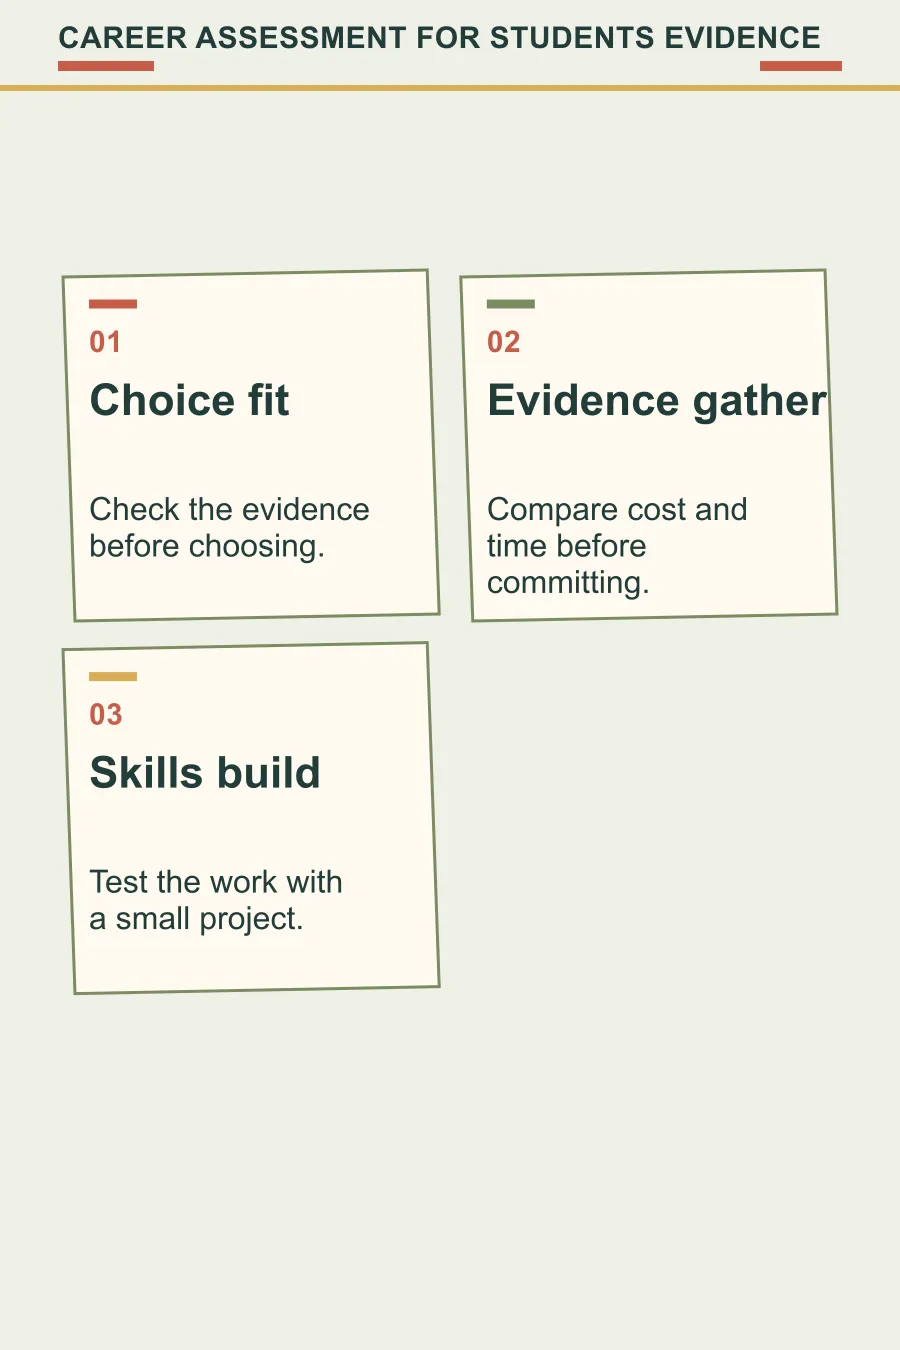 CAREER ASSESSMENT FOR STUDENTS EVIDENCE
01
Choice fit
Check the evidence
before choosing.
02
Evidence gather
Compare cost and
time before
committing.
03
Skills build
Test the work with
a small project.